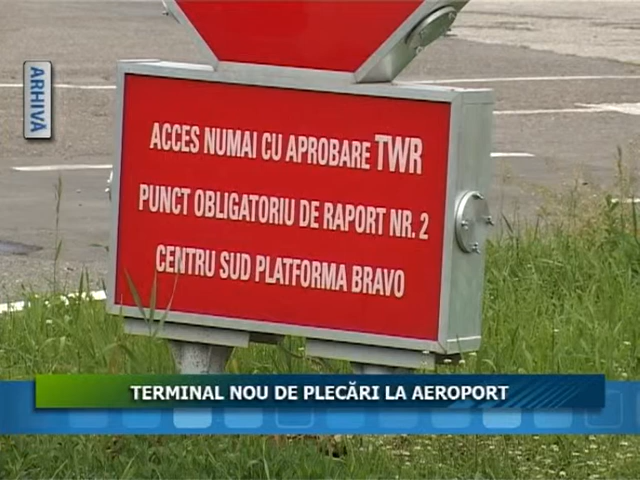 ARHIVA
ACCES NUMAI CU APROBARE TWR
PUNCT OBLIGATORIU DE RAPORT NR. 2
CENTRU SUD PLATFORMA BRAVO
TERMINAL NOU DE PLECĂRI LA AEROPORT